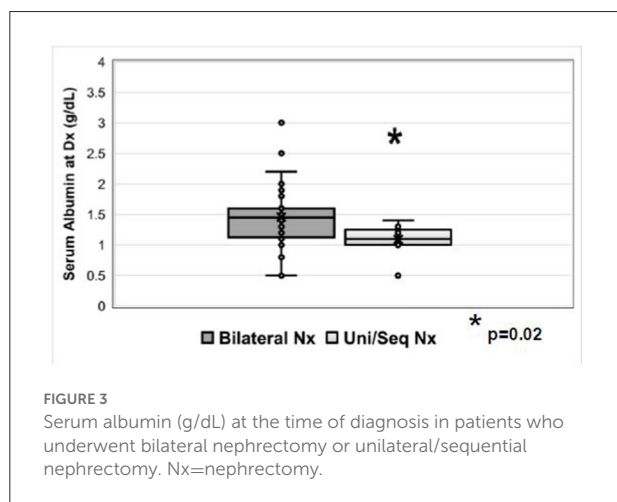 4
3.5
3
2.5
2
1.5
1
0.5
0
Serum Albumin at Dx (g/dL)
*
Bilateral Nx Uni/Seq Nx
* p=0.02
FIGURE 3
Serum albumin (g/dL) at the time of diagnosis in patients who
underwent bilateral nephrectomy or unilateral/sequential
nephrectomy. Nx=nephrectomy.